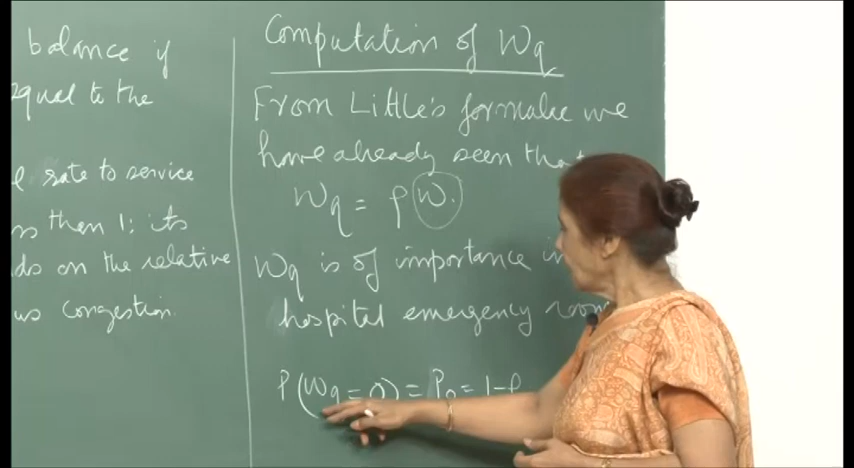 balance if
equal to the
rate to service
than 1; its
on the relative
congestion
Computation of Wq
From Little's formulae we
have already seen that
Wq = ρ W.
Wq is of importance in
hospital emergency room
P(Wq = 0) = P0 = 1-ρ